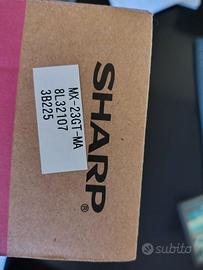 SHARP®
MX-23GT-MA
8L32107
3B225
subito